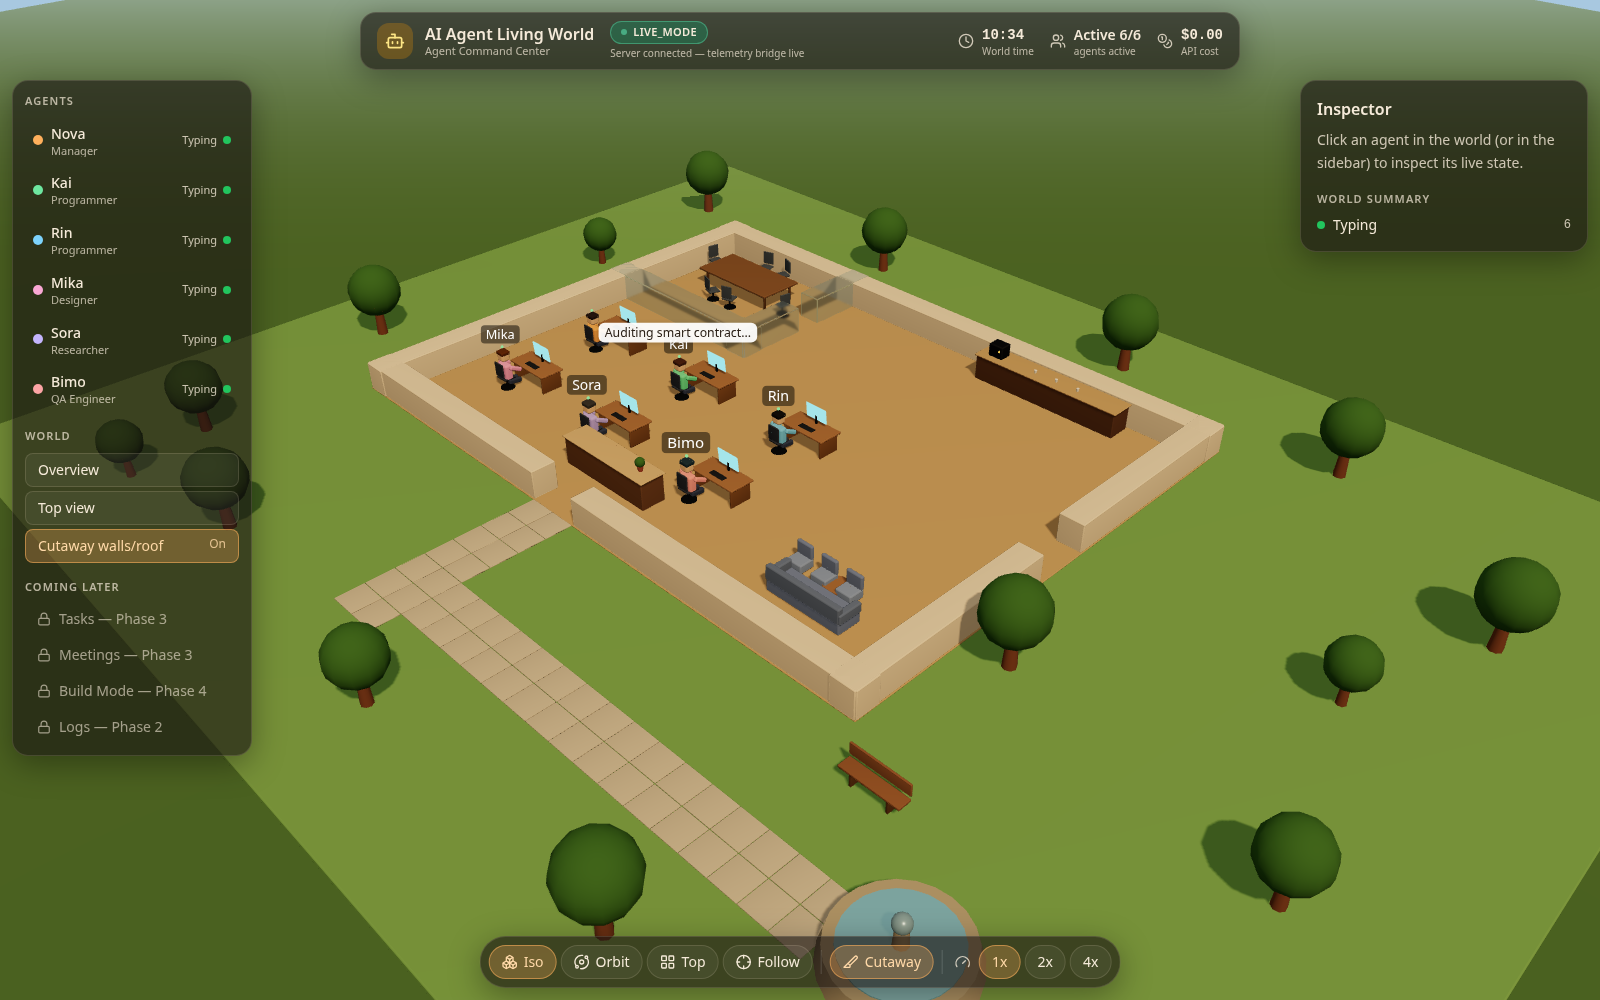 AI Agent Living World
Agent Command Center
LIVE_MODE
Server connected — telemetry bridge live
10:34
World time
Active 6/6
agents active
$0.00
API cost
AGENTS
Nova
Manager
Typing
Kai
Programmer
Typing
Rin
Programmer
Typing
Mika
Designer
Typing
Sora
Researcher
Typing
Bimo
QA Engineer
Typing
WORLD
Overview
Top view
Cutaway walls/roof On
COMING LATER
Tasks — Phase 3
Meetings — Phase 3
Build Mode — Phase 4
Logs — Phase 2
Mika
Auditing smart contract...
Kai
Sora
Rin
Bimo
Inspector
Click an agent in the world (or in the
sidebar) to inspect its live state.
WORLD SUMMARY
Typing 6
Iso
Orbit
Top
Follow
Cutaway
1x
2x
4x